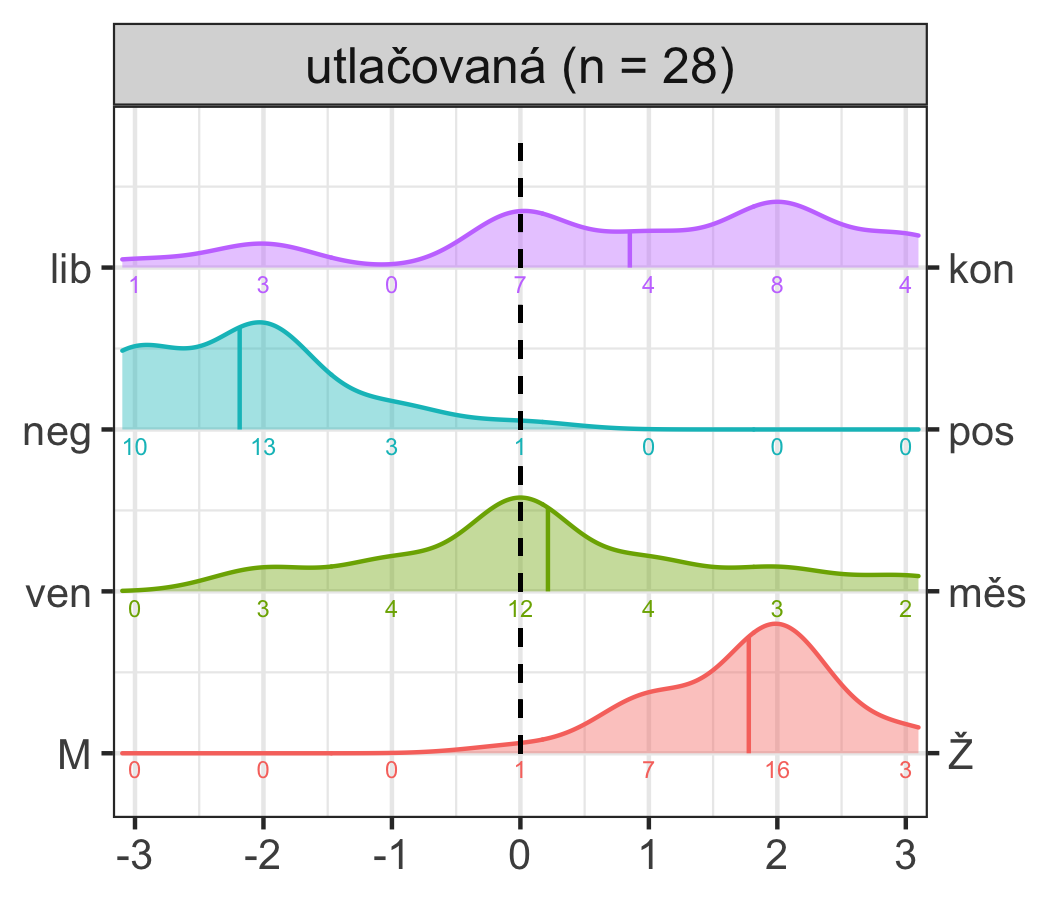 utlačovaná (n = 28)
lib kon
1 3 0 7 4 8 4
neg pos
10 13 3 1 0 0 0
ven měs
0 3 4 12 4 3 2
M Ž
0 0 0 1 7 16 3
-3 -2 -1 0 1 2 3